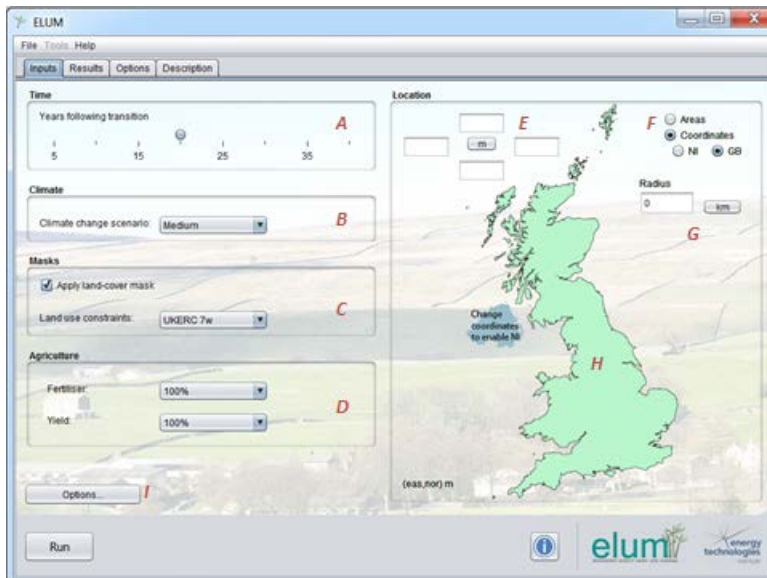 ELUM
File Tools Help
Inputs Results Options Description
Time
Years following transition
A
5 15 25 35
Climate
Climate change scenario: Medium
B
Masks
Apply land-cover mask
Land use constraints: UKERC 7w
C
Agriculture
Fertiliser: 100%
Yield: 100%
D
Options...
I
Location
E
m
F
Areas
Coordinates
NI GB
Radius
0 km
G
Change
coordinates
to enable NI
H
(eas,nor) m
Run
elum
energy
technologies